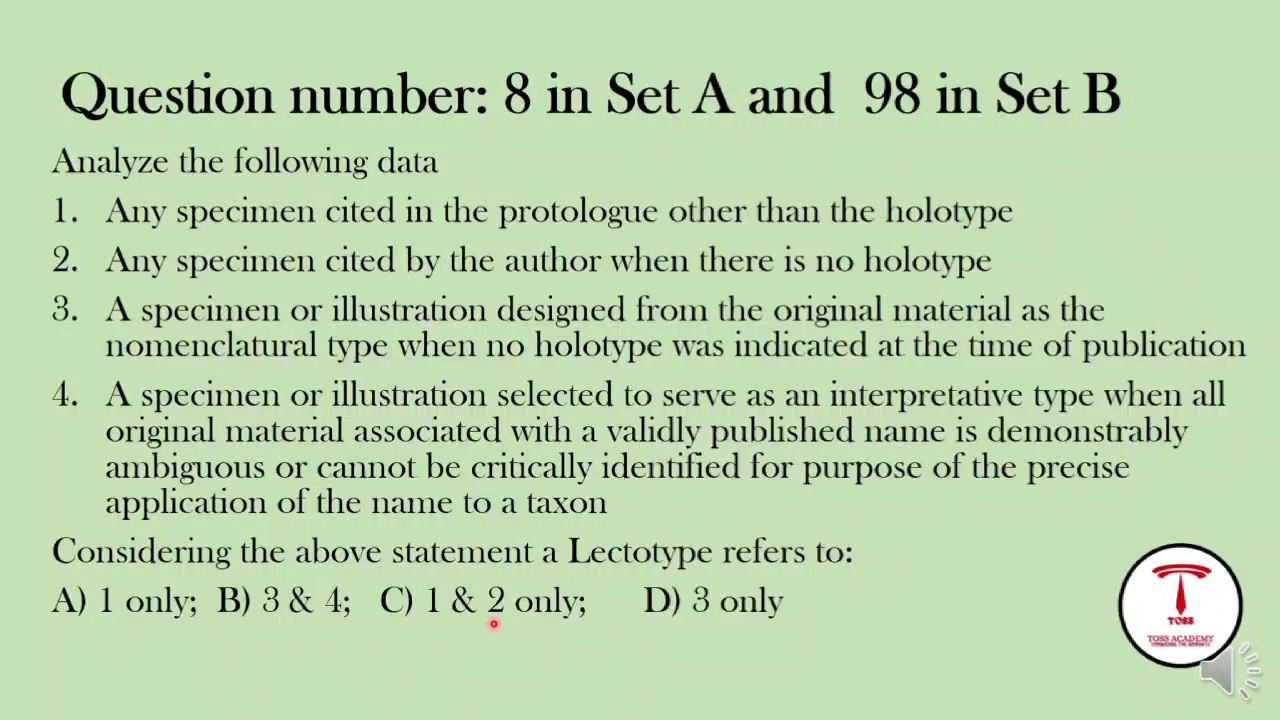 Question number: 8 in Set A and 98 in Set B
Analyze the following data
1. Any specimen cited in the protologue other than the holotype
2. Any specimen cited by the author when there is no holotype
3. A specimen or illustration designed from the original material as the
nomenclatural type when no holotype was indicated at the time of publication
4. A specimen or illustration selected to serve as an interpretative type when all
original material associated with a validly published name is demonstrably
ambiguous or cannot be critically identified for purpose of the precise
application of the name to a taxon
Considering the above statement a Lectotype refers to:
A) 1 only; B) 3 & 4; C) 1 & 2 only; D) 3 only
TOSS
TOSS ACADEMY